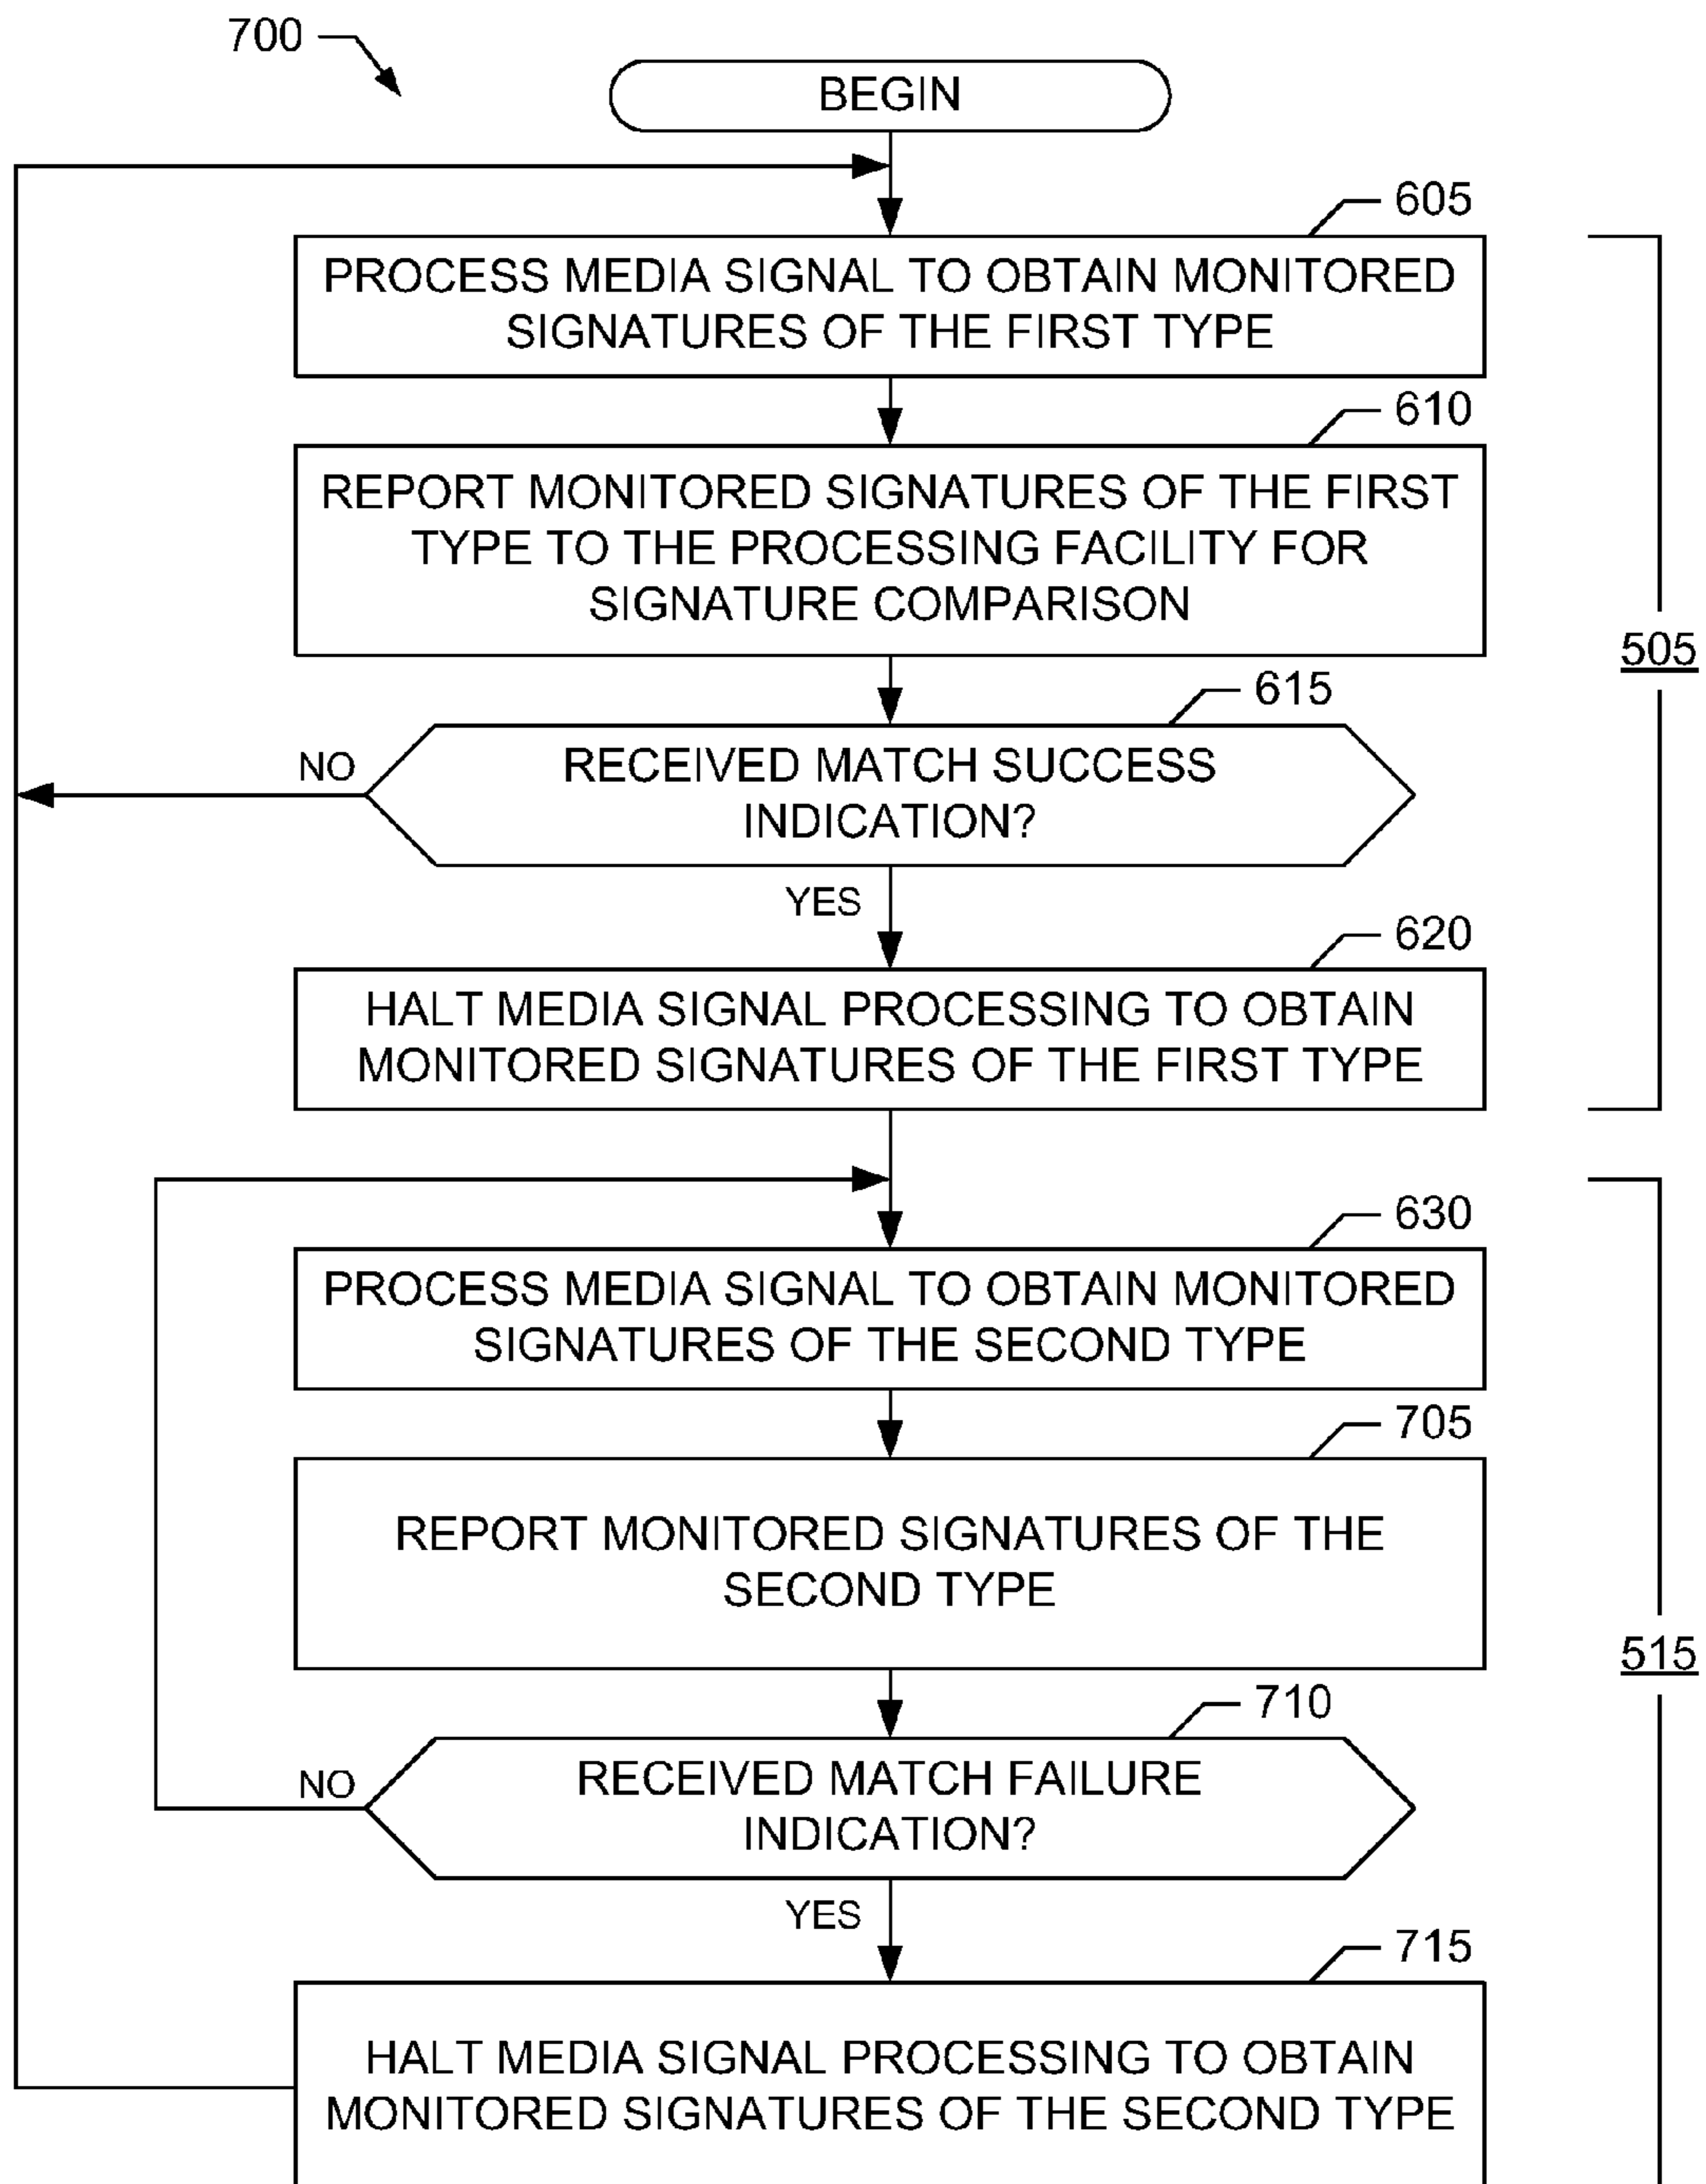 700
BEGIN
605
PROCESS MEDIA SIGNAL TO OBTAIN MONITORED
SIGNATURES OF THE FIRST TYPE
610
REPORT MONITORED SIGNATURES OF THE FIRST
TYPE TO THE PROCESSING FACILITY FOR
SIGNATURE COMPARISON
505
615
NO
RECEIVED MATCH SUCCESS
INDICATION?
YES
620
HALT MEDIA SIGNAL PROCESSING TO OBTAIN
MONITORED SIGNATURES OF THE FIRST TYPE
630
PROCESS MEDIA SIGNAL TO OBTAIN MONITORED
SIGNATURES OF THE SECOND TYPE
705
REPORT MONITORED SIGNATURES OF THE
SECOND TYPE
515
710
NO
RECEIVED MATCH FAILURE
INDICATION?
YES
715
HALT MEDIA SIGNAL PROCESSING TO OBTAIN
MONITORED SIGNATURES OF THE SECOND TYPE